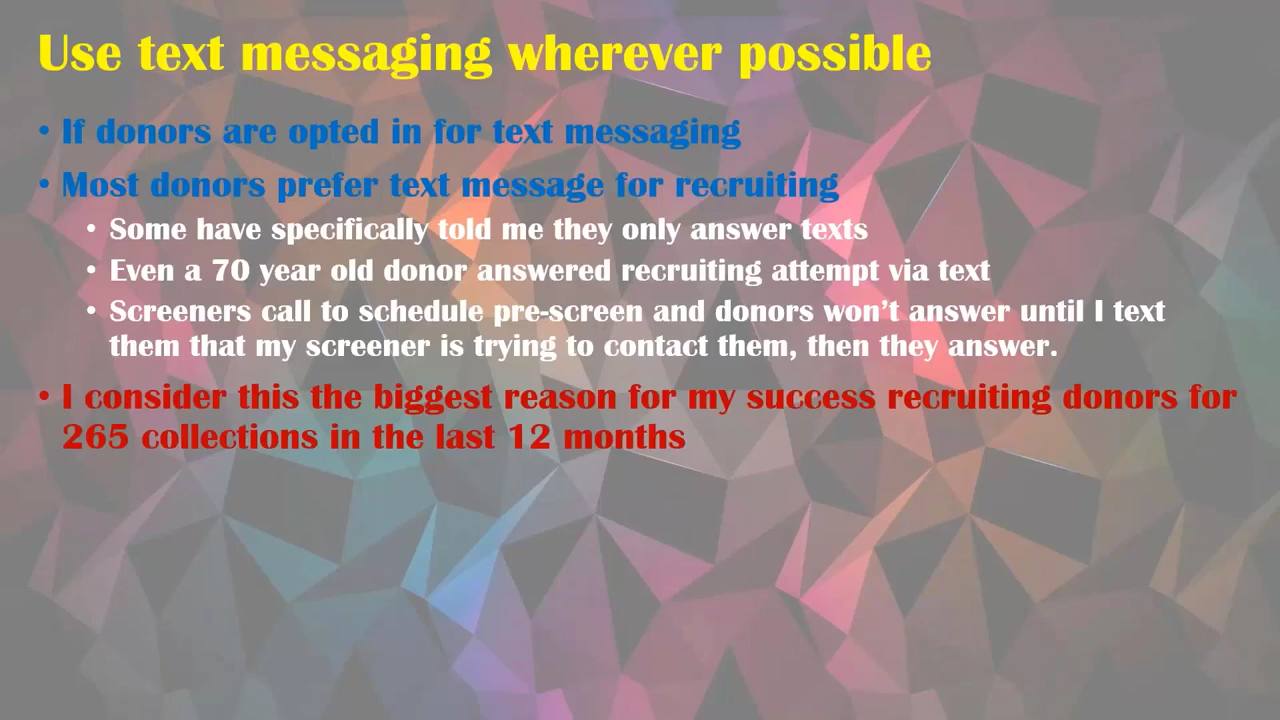 Use text messaging wherever possible
• If donors are opted in for text messaging
• Most donors prefer text message for recruiting
• Some have specifically told me they only answer texts
• Even a 70 year old donor answered recruiting attempt via text
• Screeners call to schedule pre-screen and donors won’t answer until I text
them that my screener is trying to contact them, then they answer.
• I consider this the biggest reason for my success recruiting donors for
265 collections in the last 12 months